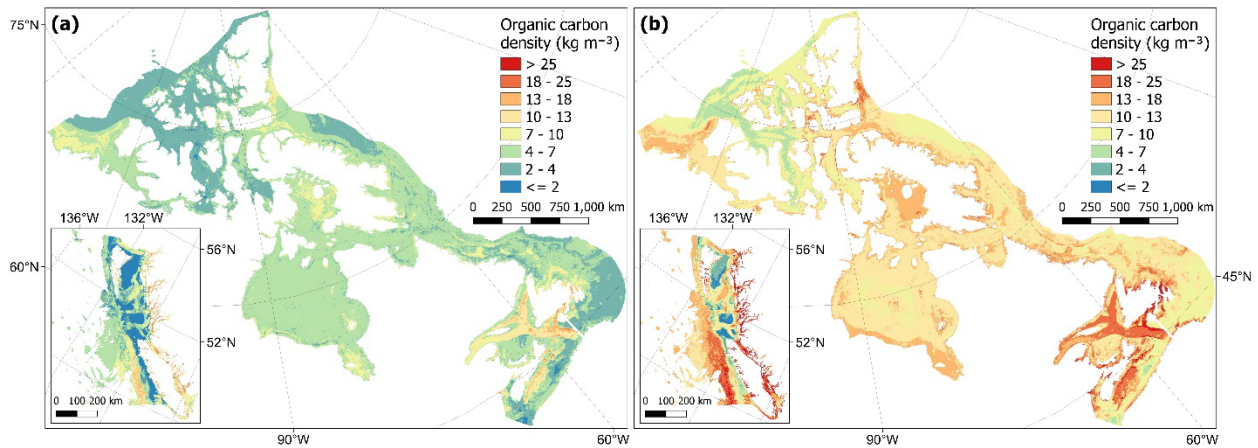 (a)
Organic carbon
density (kg m⁻³)
> 25
18 - 25
13 - 18
10 - 13
7 - 10
4 - 7
2 - 4
<= 2
0 250 500 1,000 km
75°N
60°N
136°W
132°W
56°N
52°N
0 100 200 km
90°W
60°W
(b)
Organic carbon
density (kg m⁻³)
> 25
18 - 25
13 - 18
10 - 13
7 - 10
4 - 7
2 - 4
<= 2
0 250 500 1,000 km
136°W
132°W
56°N
52°N
0 100 200 km
45°N
90°W
60°W